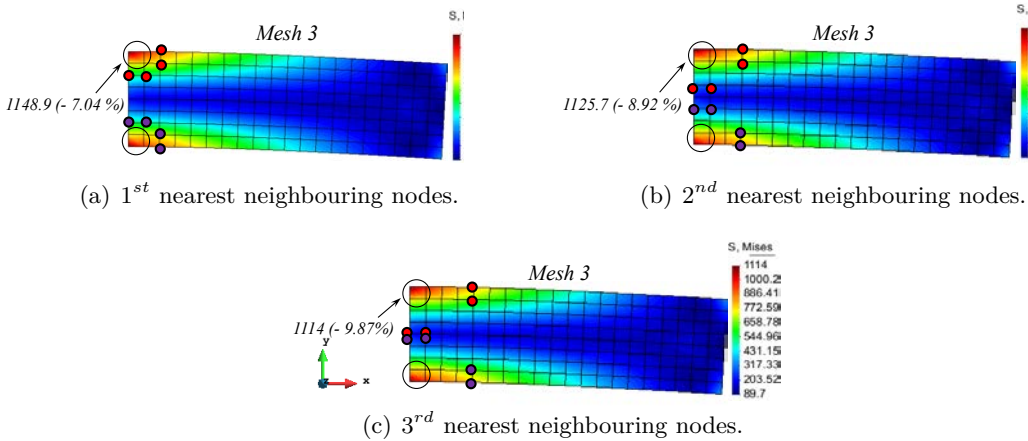 S, 
Mesh 3
1148.9 (- 7.04 %)
(a) 1st nearest neighbouring nodes.
S, 
Mesh 3
1125.7 (- 8.92 %)
(b) 2nd nearest neighbouring nodes.
S, Mises
1114
1000.2
886.41
772.59
658.78
544.96
431.15
317.33
203.52
89.7
Mesh 3
1114 (- 9.87%)
y
x
(c) 3rd nearest neighbouring nodes.